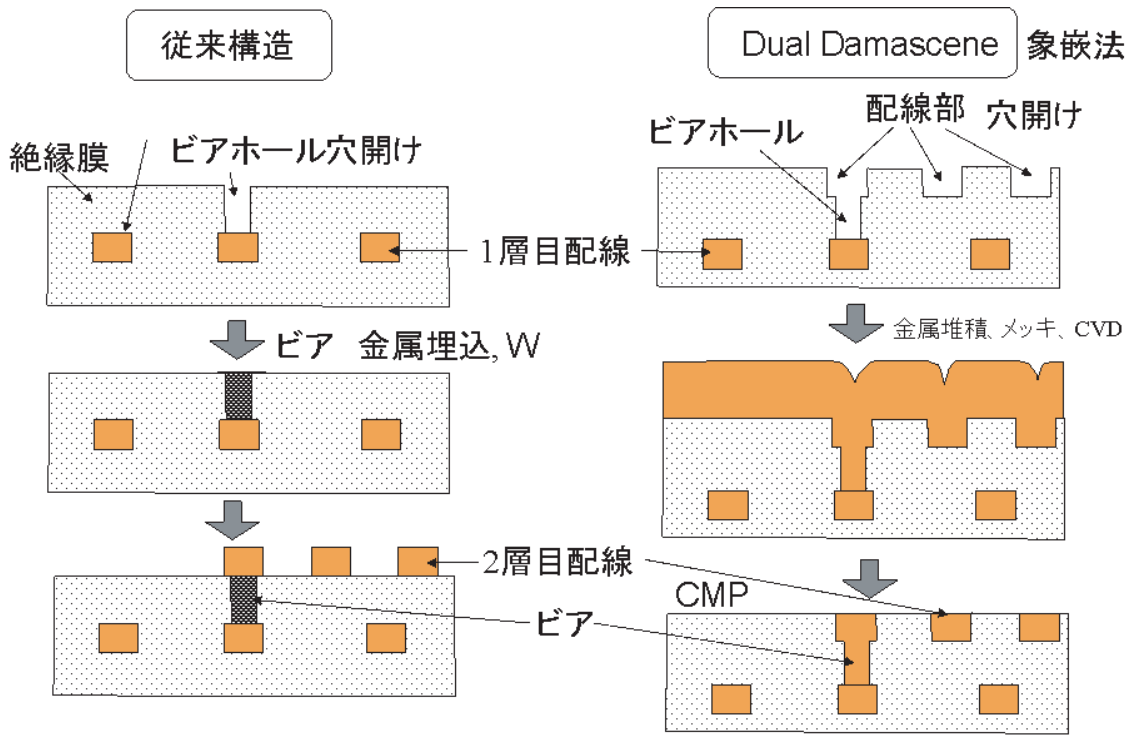 従来構造
Dual Damascene 象嵌法
絶縁膜
ビアホール穴開け
ビアホール
配線部
穴開け
1層目配線
ビア 金属埋込, W
金属堆積、メッキ、CVD
2層目配線
ビア
CMP